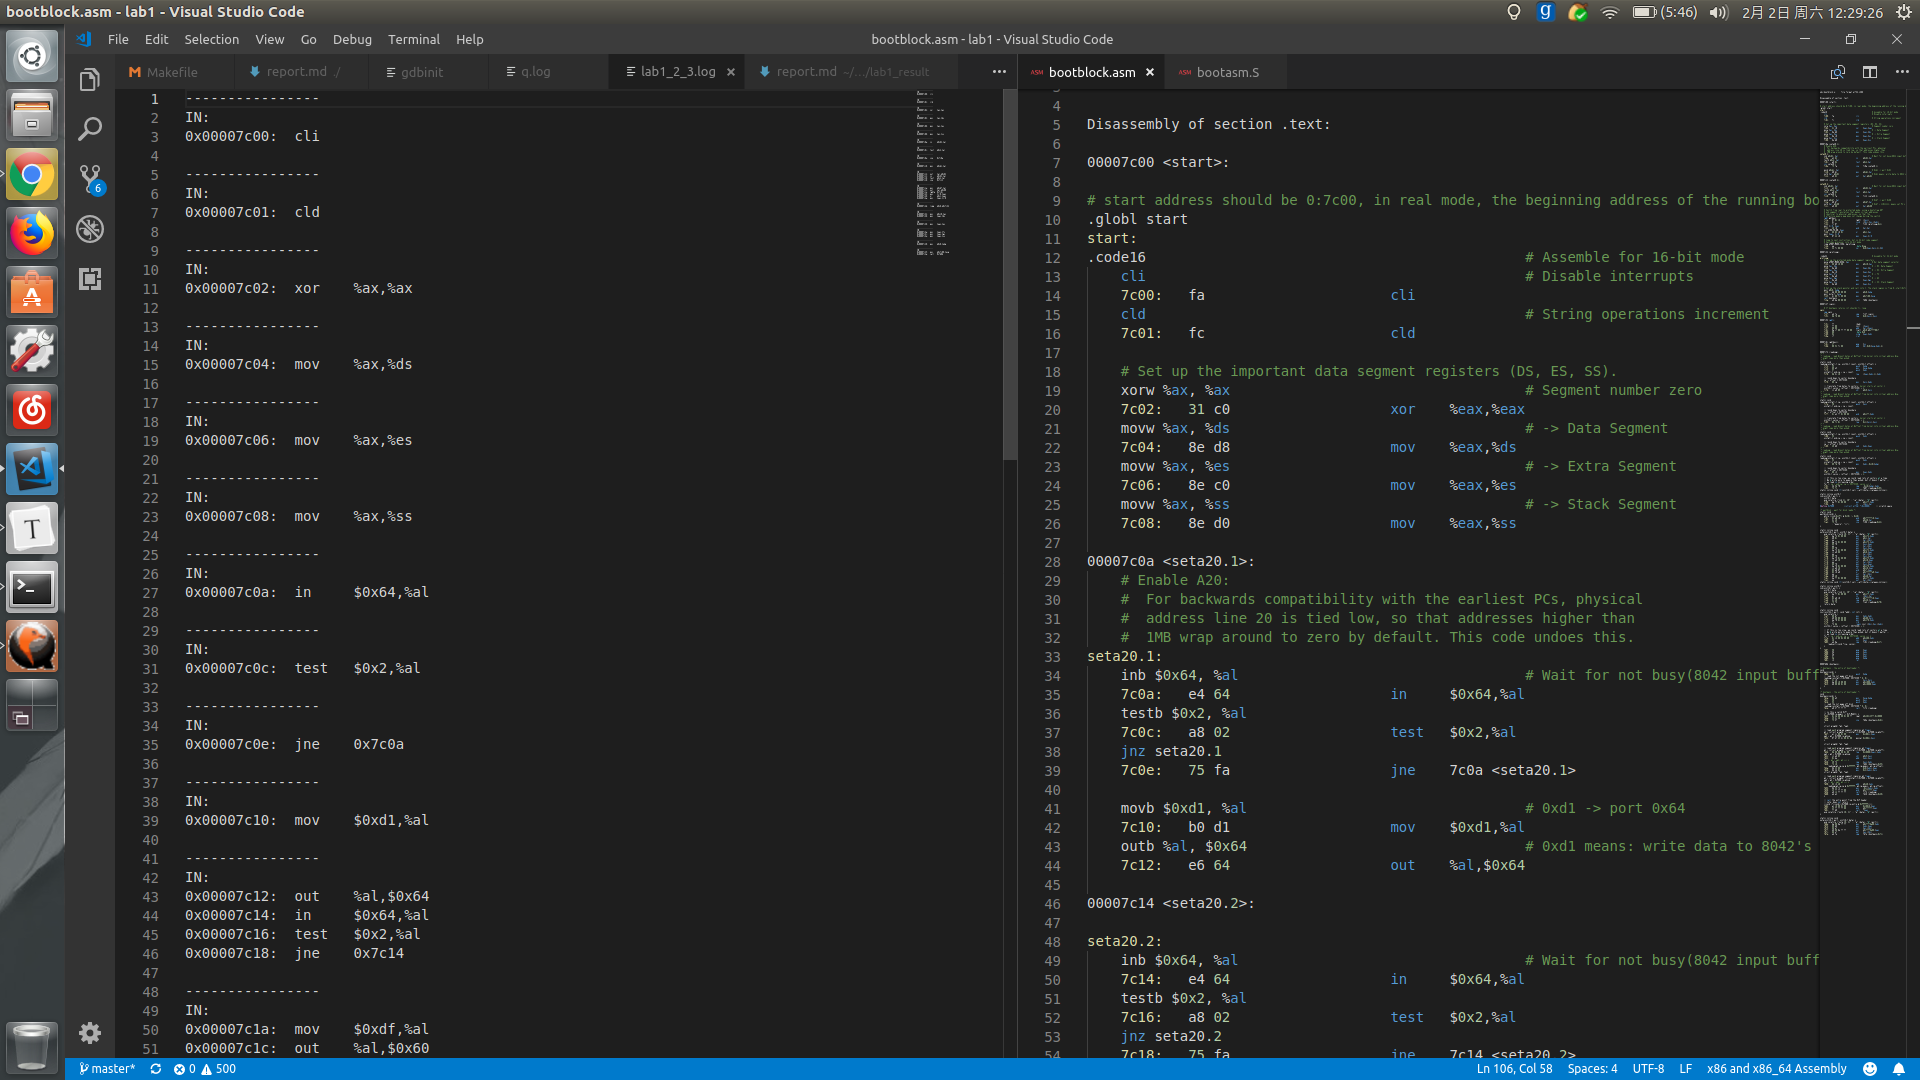 bootblock.asm - lab1 - Visual Studio Code
(5:46)
2月 2日 周六 12:29:26
File Edit Selection View Go Debug Terminal Help
bootblock.asm - lab1 - Visual Studio Code
Makefile
report.md ./
gdbinit
q.log
lab1_2_3.log
report.md ~/.../lab1_result
bootblock.asm
bootasm.S
1 ----------------
2 IN:
3 0x00007c00: cli
4
5 ----------------
6 IN:
7 0x00007c01: cld
8
9 ----------------
10 IN:
11 0x00007c02: xor %ax,%ax
12
13 ----------------
14 IN:
15 0x00007c04: mov %ax,%ds
16
17 ----------------
18 IN:
19 0x00007c06: mov %ax,%es
20
21 ----------------
22 IN:
23 0x00007c08: mov %ax,%ss
24
25 ----------------
26 IN:
27 0x00007c0a: in $0x64,%al
28
29 ----------------
30 IN:
31 0x00007c0c: test $0x2,%al
32
33 ----------------
34 IN:
35 0x00007c0e: jne 0x7c0a
36
37 ----------------
38 IN:
39 0x00007c10: mov $0xd1,%al
40
41 ----------------
42 IN:
43 0x00007c12: out %al,$0x64
44 0x00007c14: in $0x64,%al
45 0x00007c16: test $0x2,%al
46 0x00007c18: jne 0x7c14
47
48 ----------------
49 IN:
50 0x00007c1a: mov $0xdf,%al
51 0x00007c1c: out %al,$0x60
4
5 Disassembly of section .text:
6
7 00007c00 <start>:
8
9 # start address should be 0:7c00, in real mode, the beginning address of the running bo
10 .globl start
11 start:
12 .code16 # Assemble for 16-bit mode
13 cli # Disable interrupts
14 7c00: fa cli
15 cld # String operations increment
16 7c01: fc cld
17
18 # Set up the important data segment registers (DS, ES, SS).
19 xorw %ax, %ax # Segment number zero
20 7c02: 31 c0 xor %eax,%eax
21 movw %ax, %ds # -> Data Segment
22 7c04: 8e d8 mov %eax,%ds
23 movw %ax, %es # -> Extra Segment
24 7c06: 8e c0 mov %eax,%es
25 movw %ax, %ss # -> Stack Segment
26 7c08: 8e d0 mov %eax,%ss
27
28 00007c0a <seta20.1>:
29 # Enable A20:
30 #  For backwards compatibility with the earliest PCs, physical
31 #  address line 20 is tied low, so that addresses higher than
32 #  1MB wrap around to zero by default. This code undoes this.
33 seta20.1:
34 inb $0x64, %al # Wait for not busy(8042 input buff
35 7c0a: e4 64 in $0x64,%al
36 testb $0x2, %al
37 7c0c: a8 02 test $0x2,%al
38 jnz seta20.1
39 7c0e: 75 fa jne 7c0a <seta20.1>
40
41 movb $0xd1, %al # 0xd1 -> port 0x64
42 7c10: b0 d1 mov $0xd1,%al
43 outb %al, $0x64 # 0xd1 means: write data to 8042's
44 7c12: e6 64 out %al,$0x64
45
46 00007c14 <seta20.2>:
47
48 seta20.2:
49 inb $0x64, %al # Wait for not busy(8042 input buff
50 7c14: e4 64 in $0x64,%al
51 testb $0x2, %al
52 7c16: a8 02 test $0x2,%al
53 jnz seta20.2
54 7c18: 75 fa jne 7c14 <seta20.2>
6
master* 0 500
Ln 106, Col 58 Spaces: 4 UTF-8 LF x86 and x86_64 Assembly